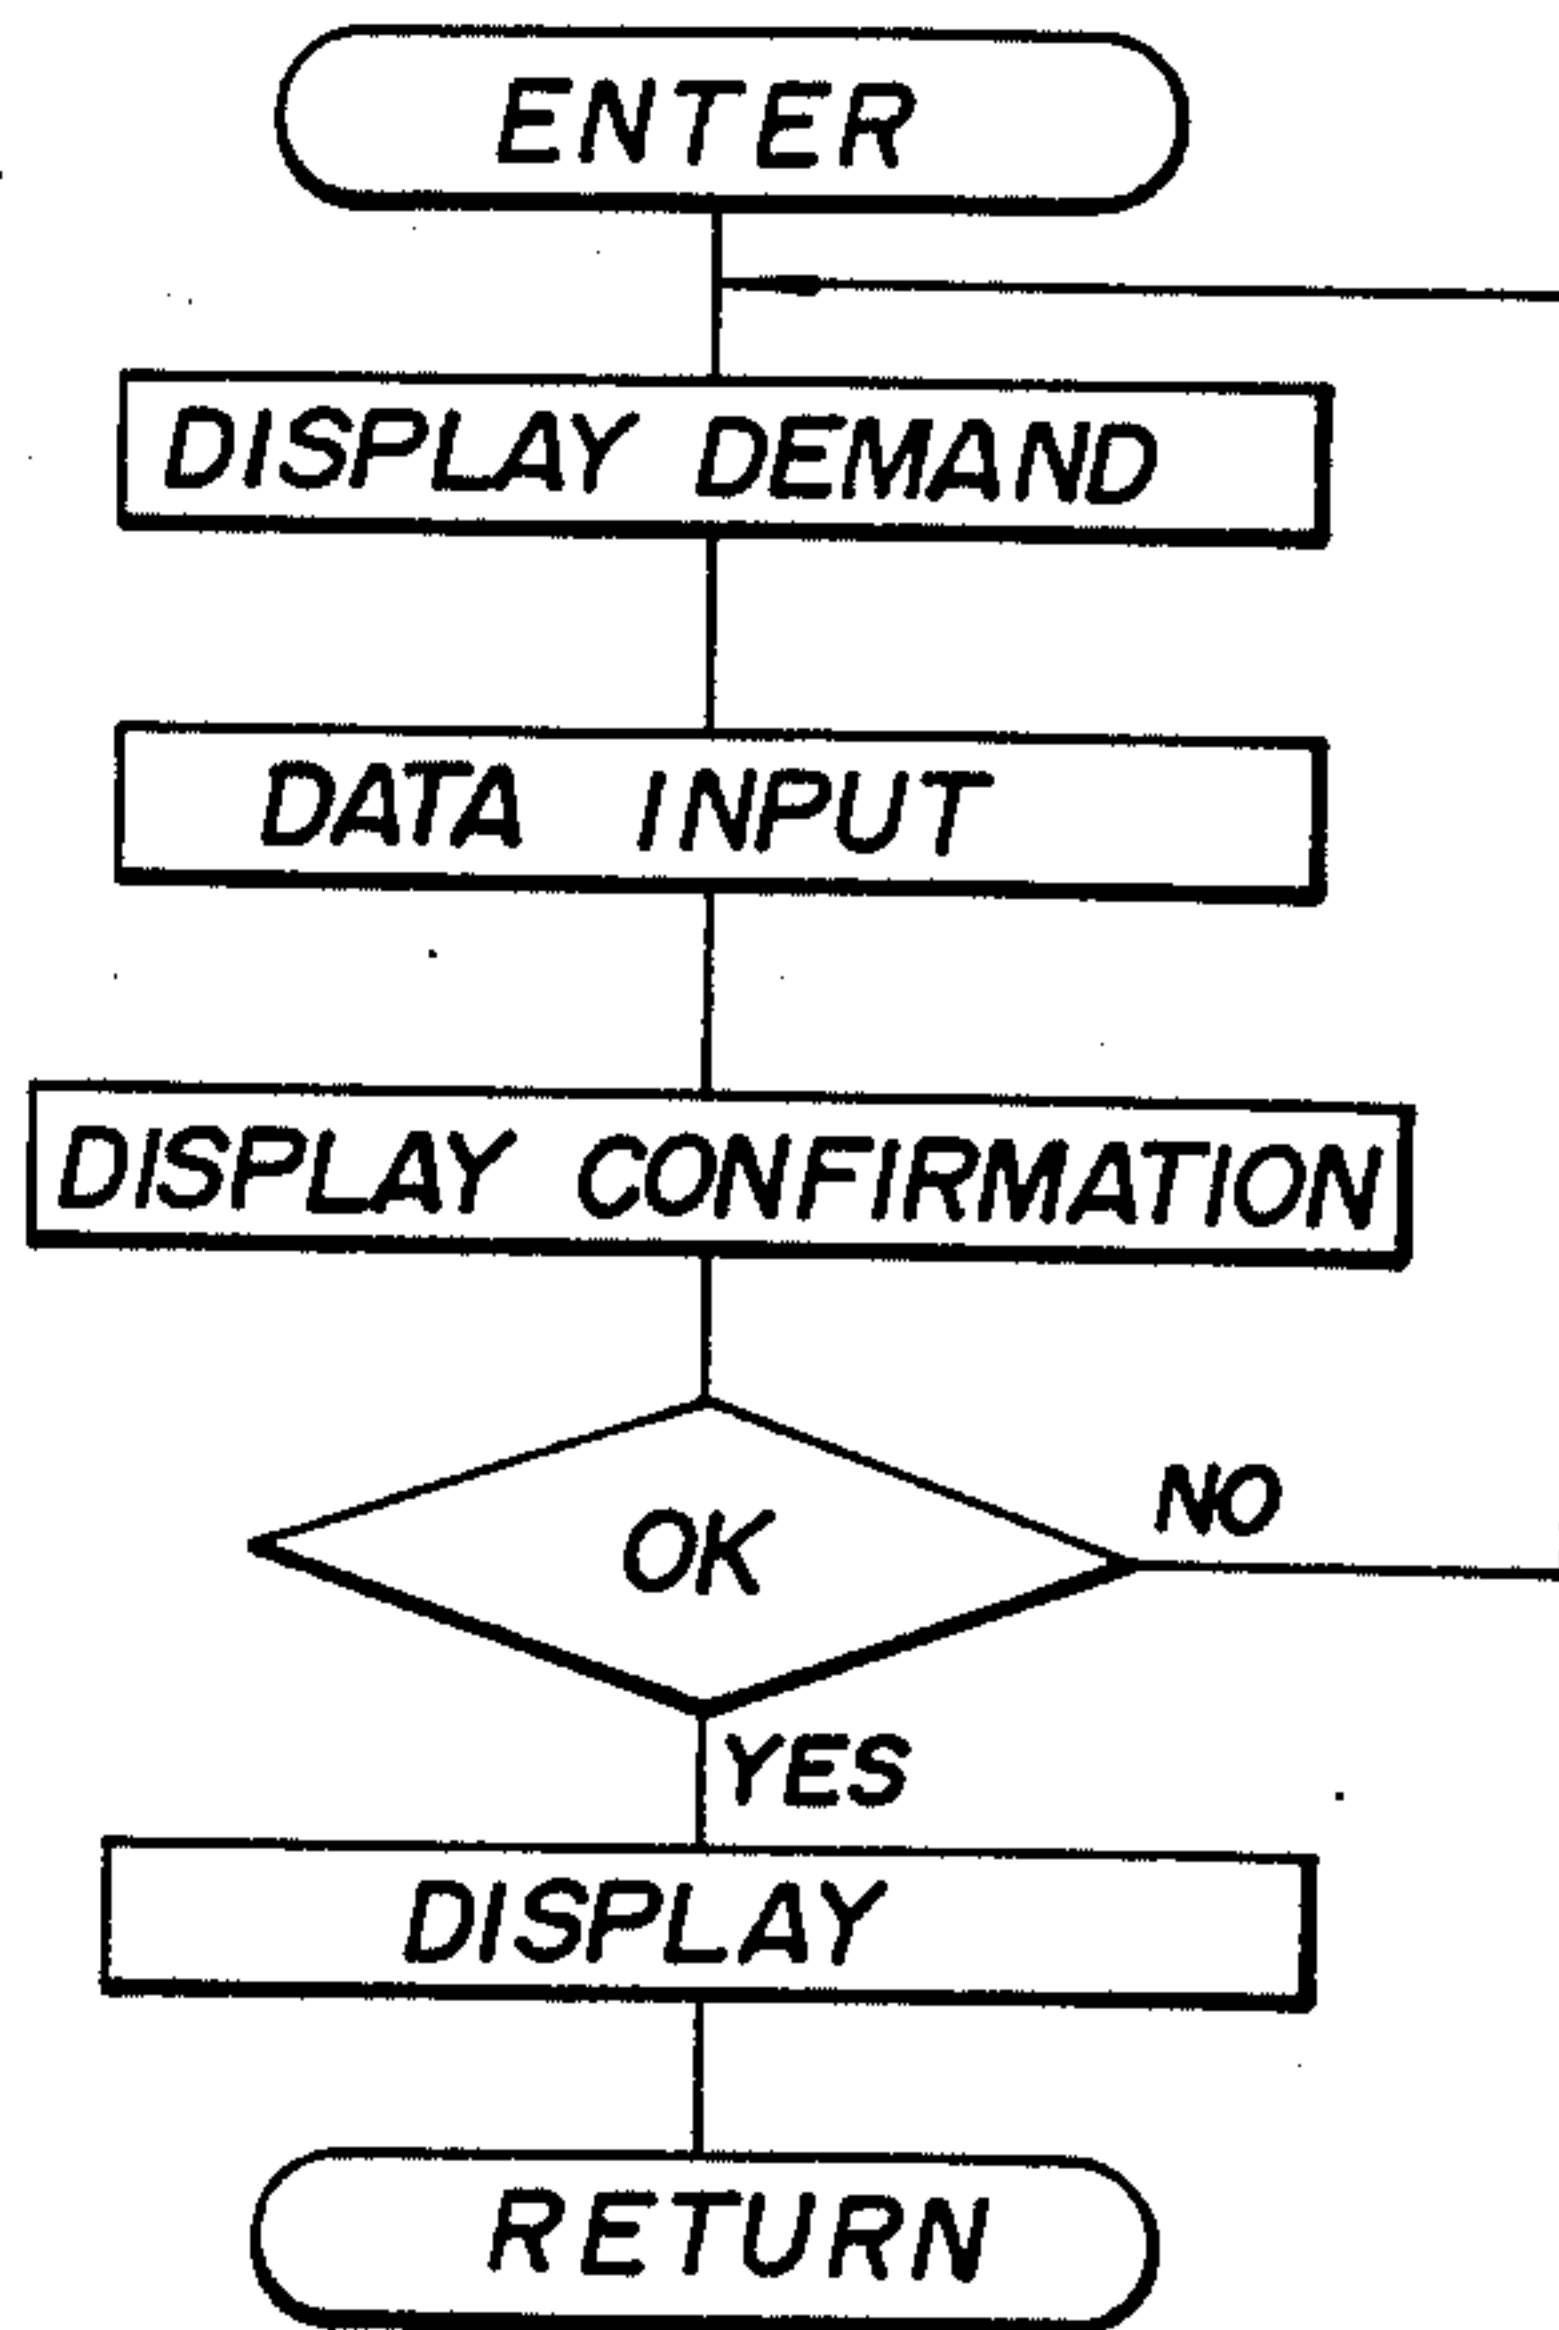 ENTER
DISPLAY DEMAND
DATA INPUT
DISPLAY CONFIRMATION
OK
NO
YES
DISPLAY
RETURN